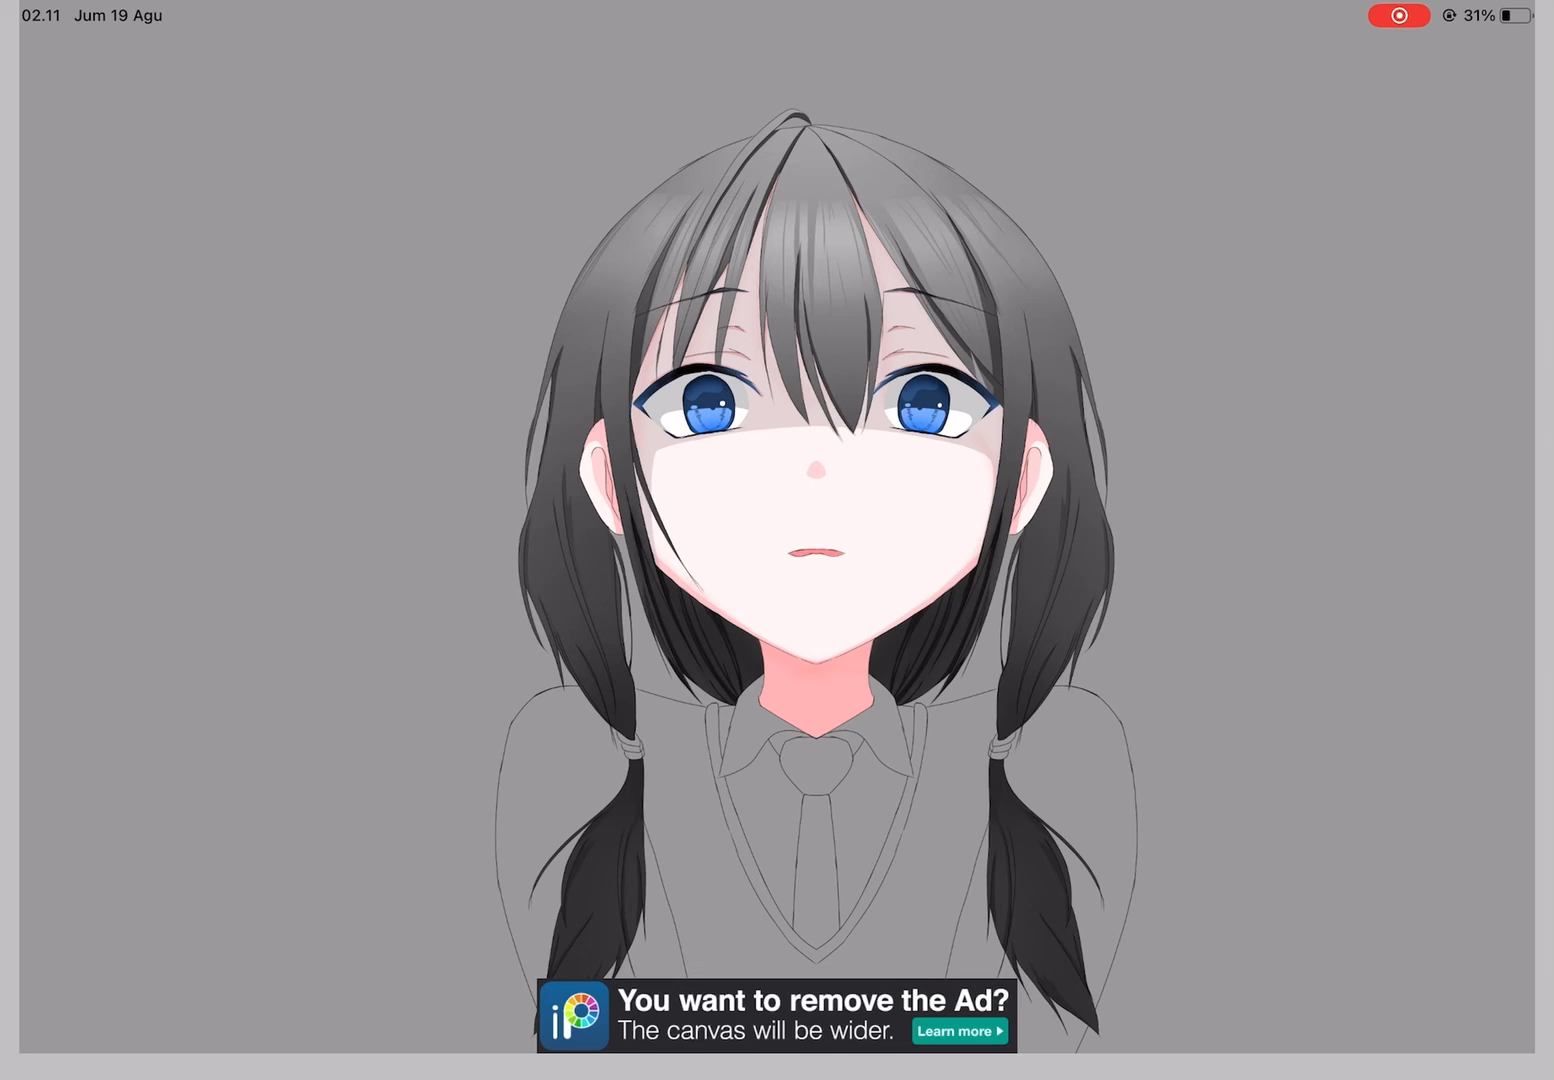 02.11 Jum 19 Agu
31%
iP
You want to remove the Ad?
The canvas will be wider.
Learn more